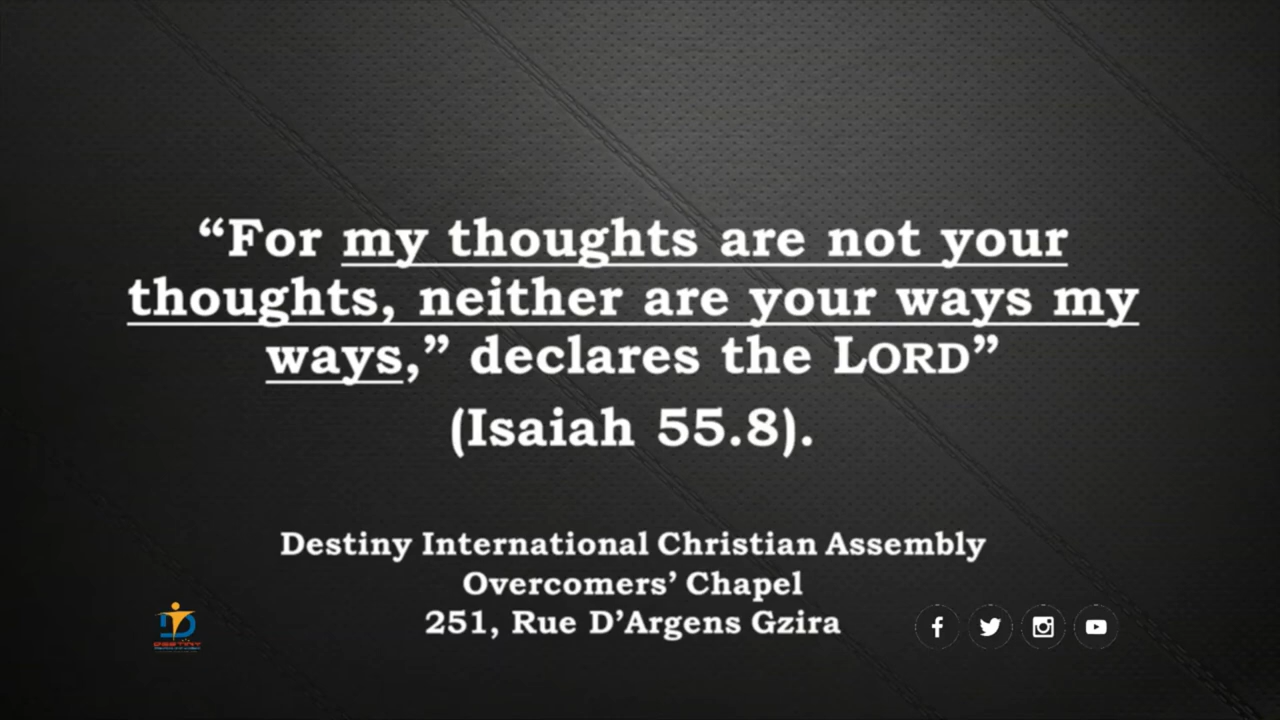 “For my thoughts are not your
thoughts, neither are your ways my
ways,” declares the LORD”
(Isaiah 55.8).
Destiny International Christian Assembly
Overcomers’ Chapel
251, Rue D’Argens Gzira
DESTINY